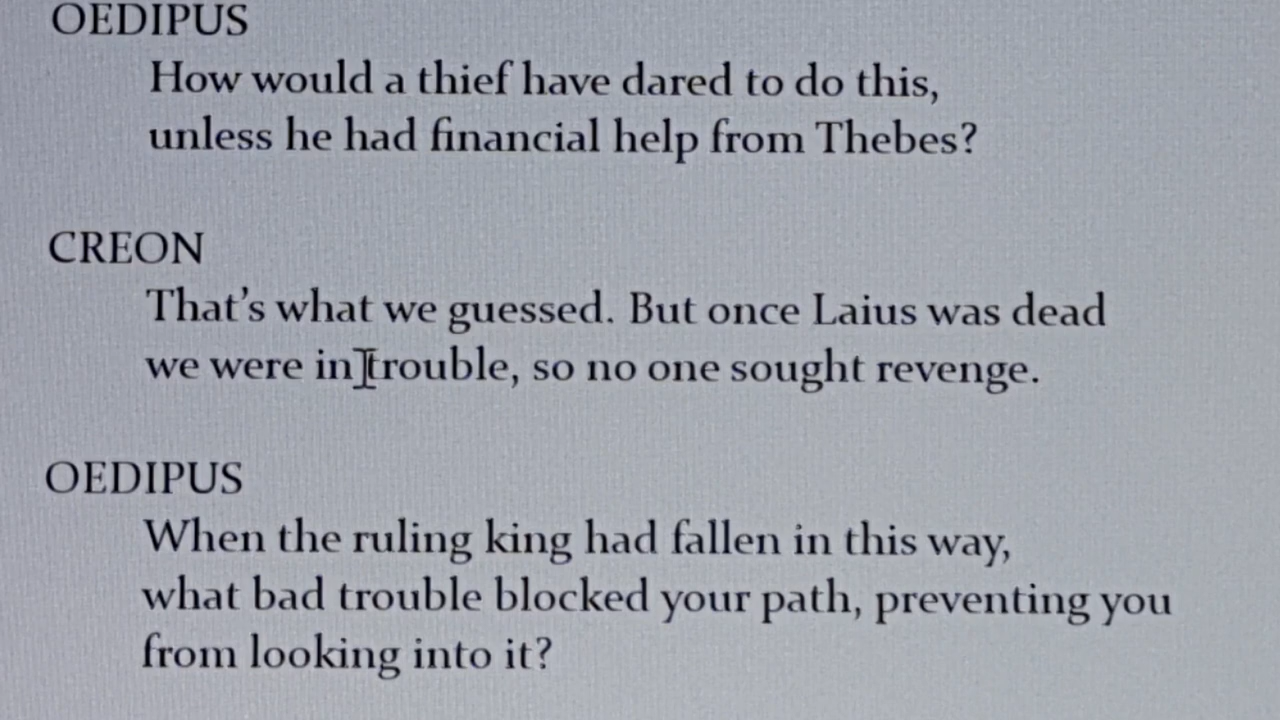 OEDIPUS
How would a thief have dared to do this,
unless he had financial help from Thebes?
CREON
That's what we guessed. But once Laius was dead
we were in trouble, so no one sought revenge.
OEDIPUS
When the ruling king had fallen in this way,
what bad trouble blocked your path, preventing you
from looking into it?